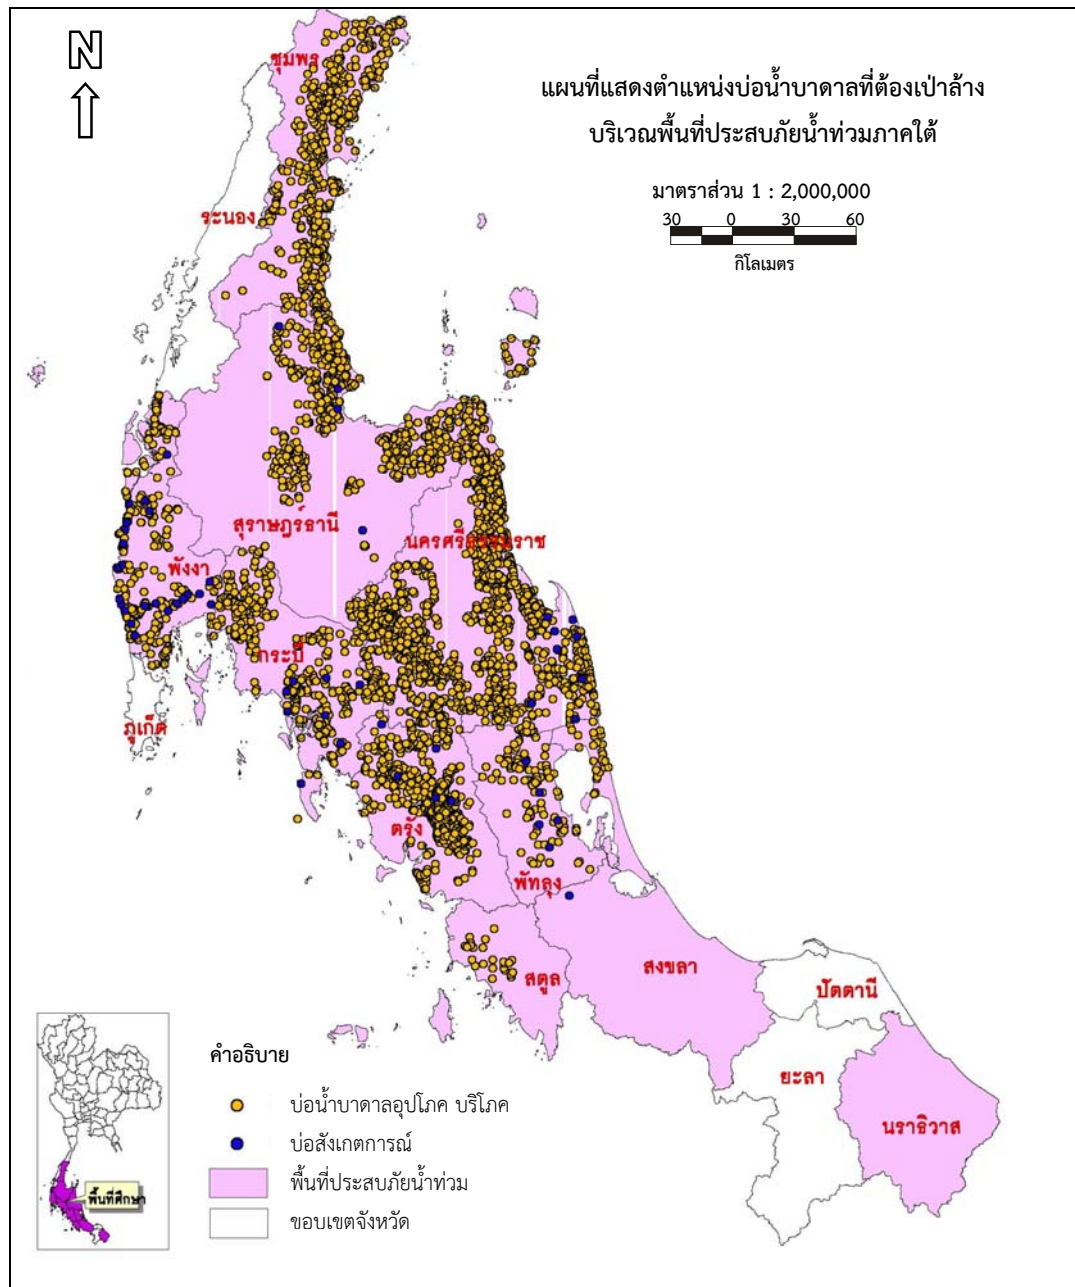 N
แผนที่แสดงตำแหน่งบ่อน้ำบาดาลที่ต้องเป่าล้าง
บริเวณพื้นที่ประสบภัยน้ำท่วมภาคใต้
มาตราส่วน 1 : 2,000,000
30 0 30 60
กิโลเมตร
ชุมพร
ระนอง
สุราษฎร์ธานี
นครศรีธรรมราช
พังงา
กระบี่
ภูเก็ต
ตรัง
พัทลุง
สตูล
สงขลา
ปัตตานี
ยะลา
นราธิวาส
พื้นที่ศึกษา
คำอธิบาย
บ่อน้ำบาดาลอุปโภค บริโภค
บ่อสังเกตการณ์
พื้นที่ประสบภัยน้ำท่วม
ขอบเขตจังหวัด